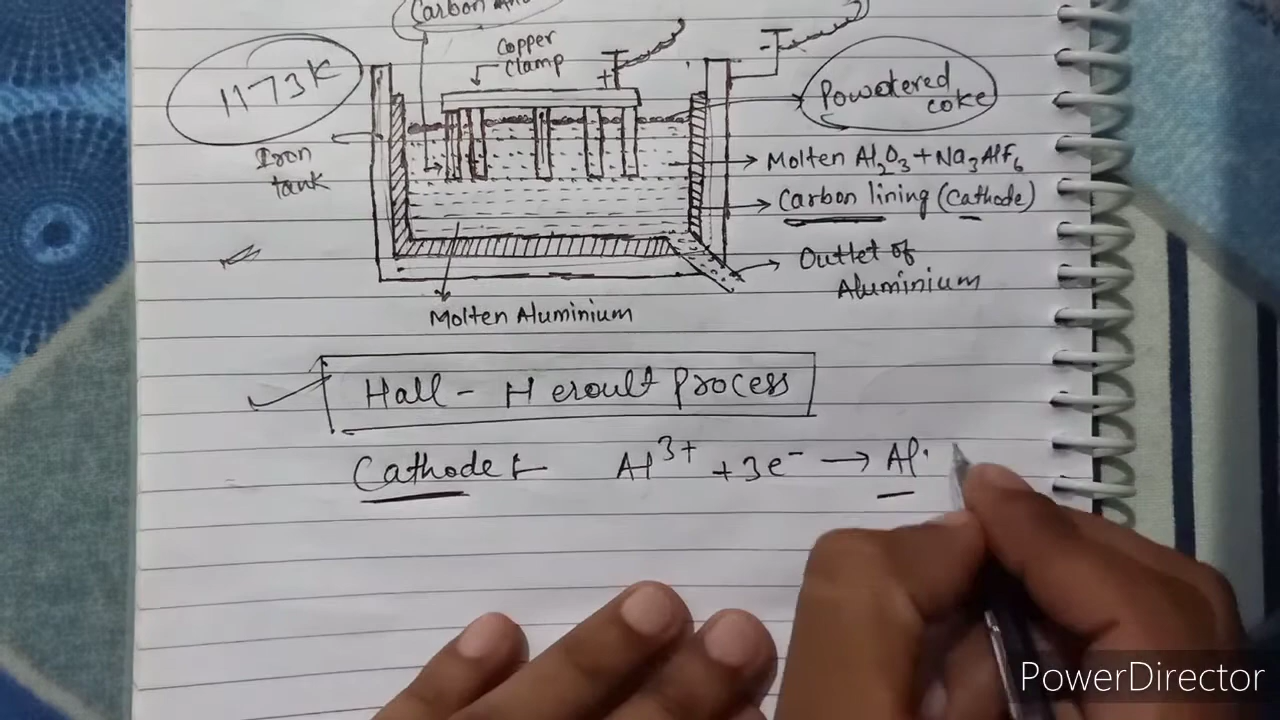 Carbon
Copper
clamp
+
-
1173K
Powdered
coke
Iron
tank
Molten Al₂O₃ + Na₃AlF₆
Carbon lining (Cathode)
Outlet of
Aluminium
Molten Aluminium
Hall - Heroult Process
Cathode :- Al³⁺ + 3e⁻ → Al
PowerDirector